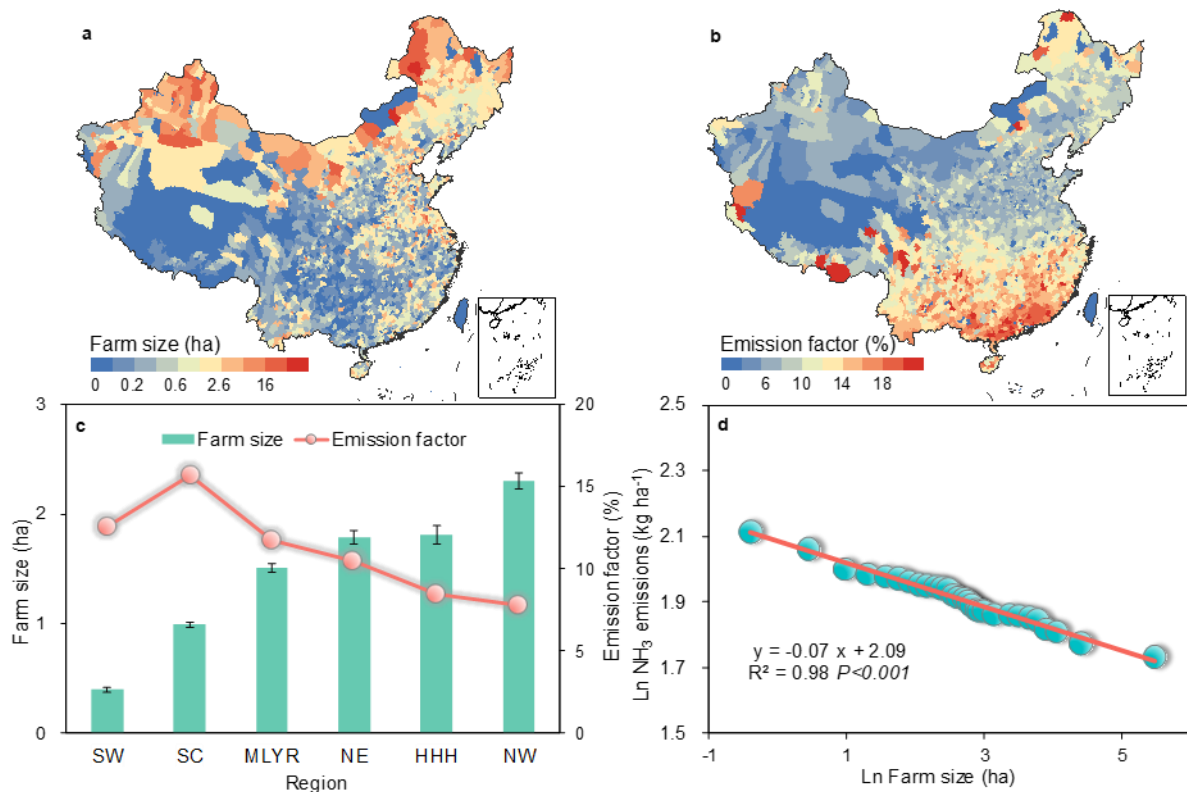 a
Farm size (ha)
0 0.2 0.6 2.6 16
b
Emission factor (%)
0 6 10 14 18
c
Farm size
Emission factor
3
2
1
0
Farm size (ha)
20
15
10
5
0
Emission factor (%)
SW SC MLYR NE HHH NW
Region
d
2.5
2.3
2.1
1.9
1.7
1.5
Ln NH₃ emissions (kg ha⁻¹)
y = -0.07 x + 2.09
R² = 0.98 P<0.001
-1 1 3 5
Ln Farm size (ha)